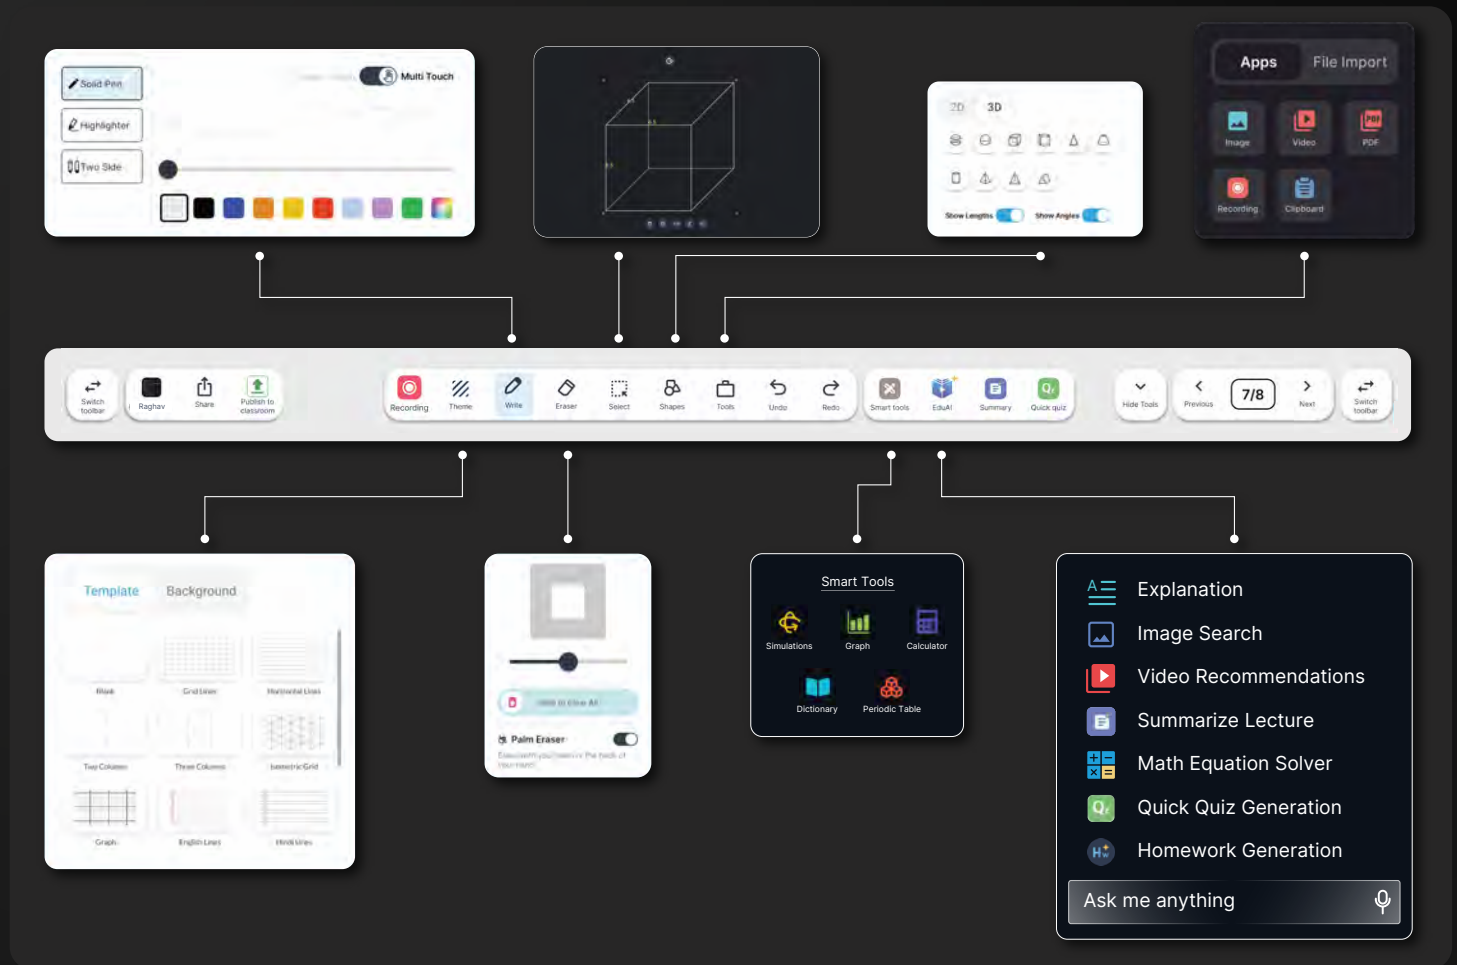 Solid Pen
Highlighter
Two Side
Multi Touch
2D 3D
Show Lengths Show Angles
Apps File Import
Image Video PDF
Recording Clipboard
Switch toolbar
Raghav
Share
Publish to classroom
Recording
Theme
Write
Eraser
Select
Shapes
Tools
Undo
Redo
Smart tools
EduAI
Summary
Quick quiz
Hide Tools
Previous
7/8
Next
Switch toolbar
Template Background
Blank Grid Lines Horizontal Lines
Two Columns Three Columns Isometric Grid
Graph English Lines Hindi Lines
Slide to Clear All
Palm Eraser
Smart Tools
Simulations Graph Calculator
Dictionary Periodic Table
Explanation
Image Search
Video Recommendations
Summarize Lecture
Math Equation Solver
Quick Quiz Generation
Homework Generation
Ask me anything